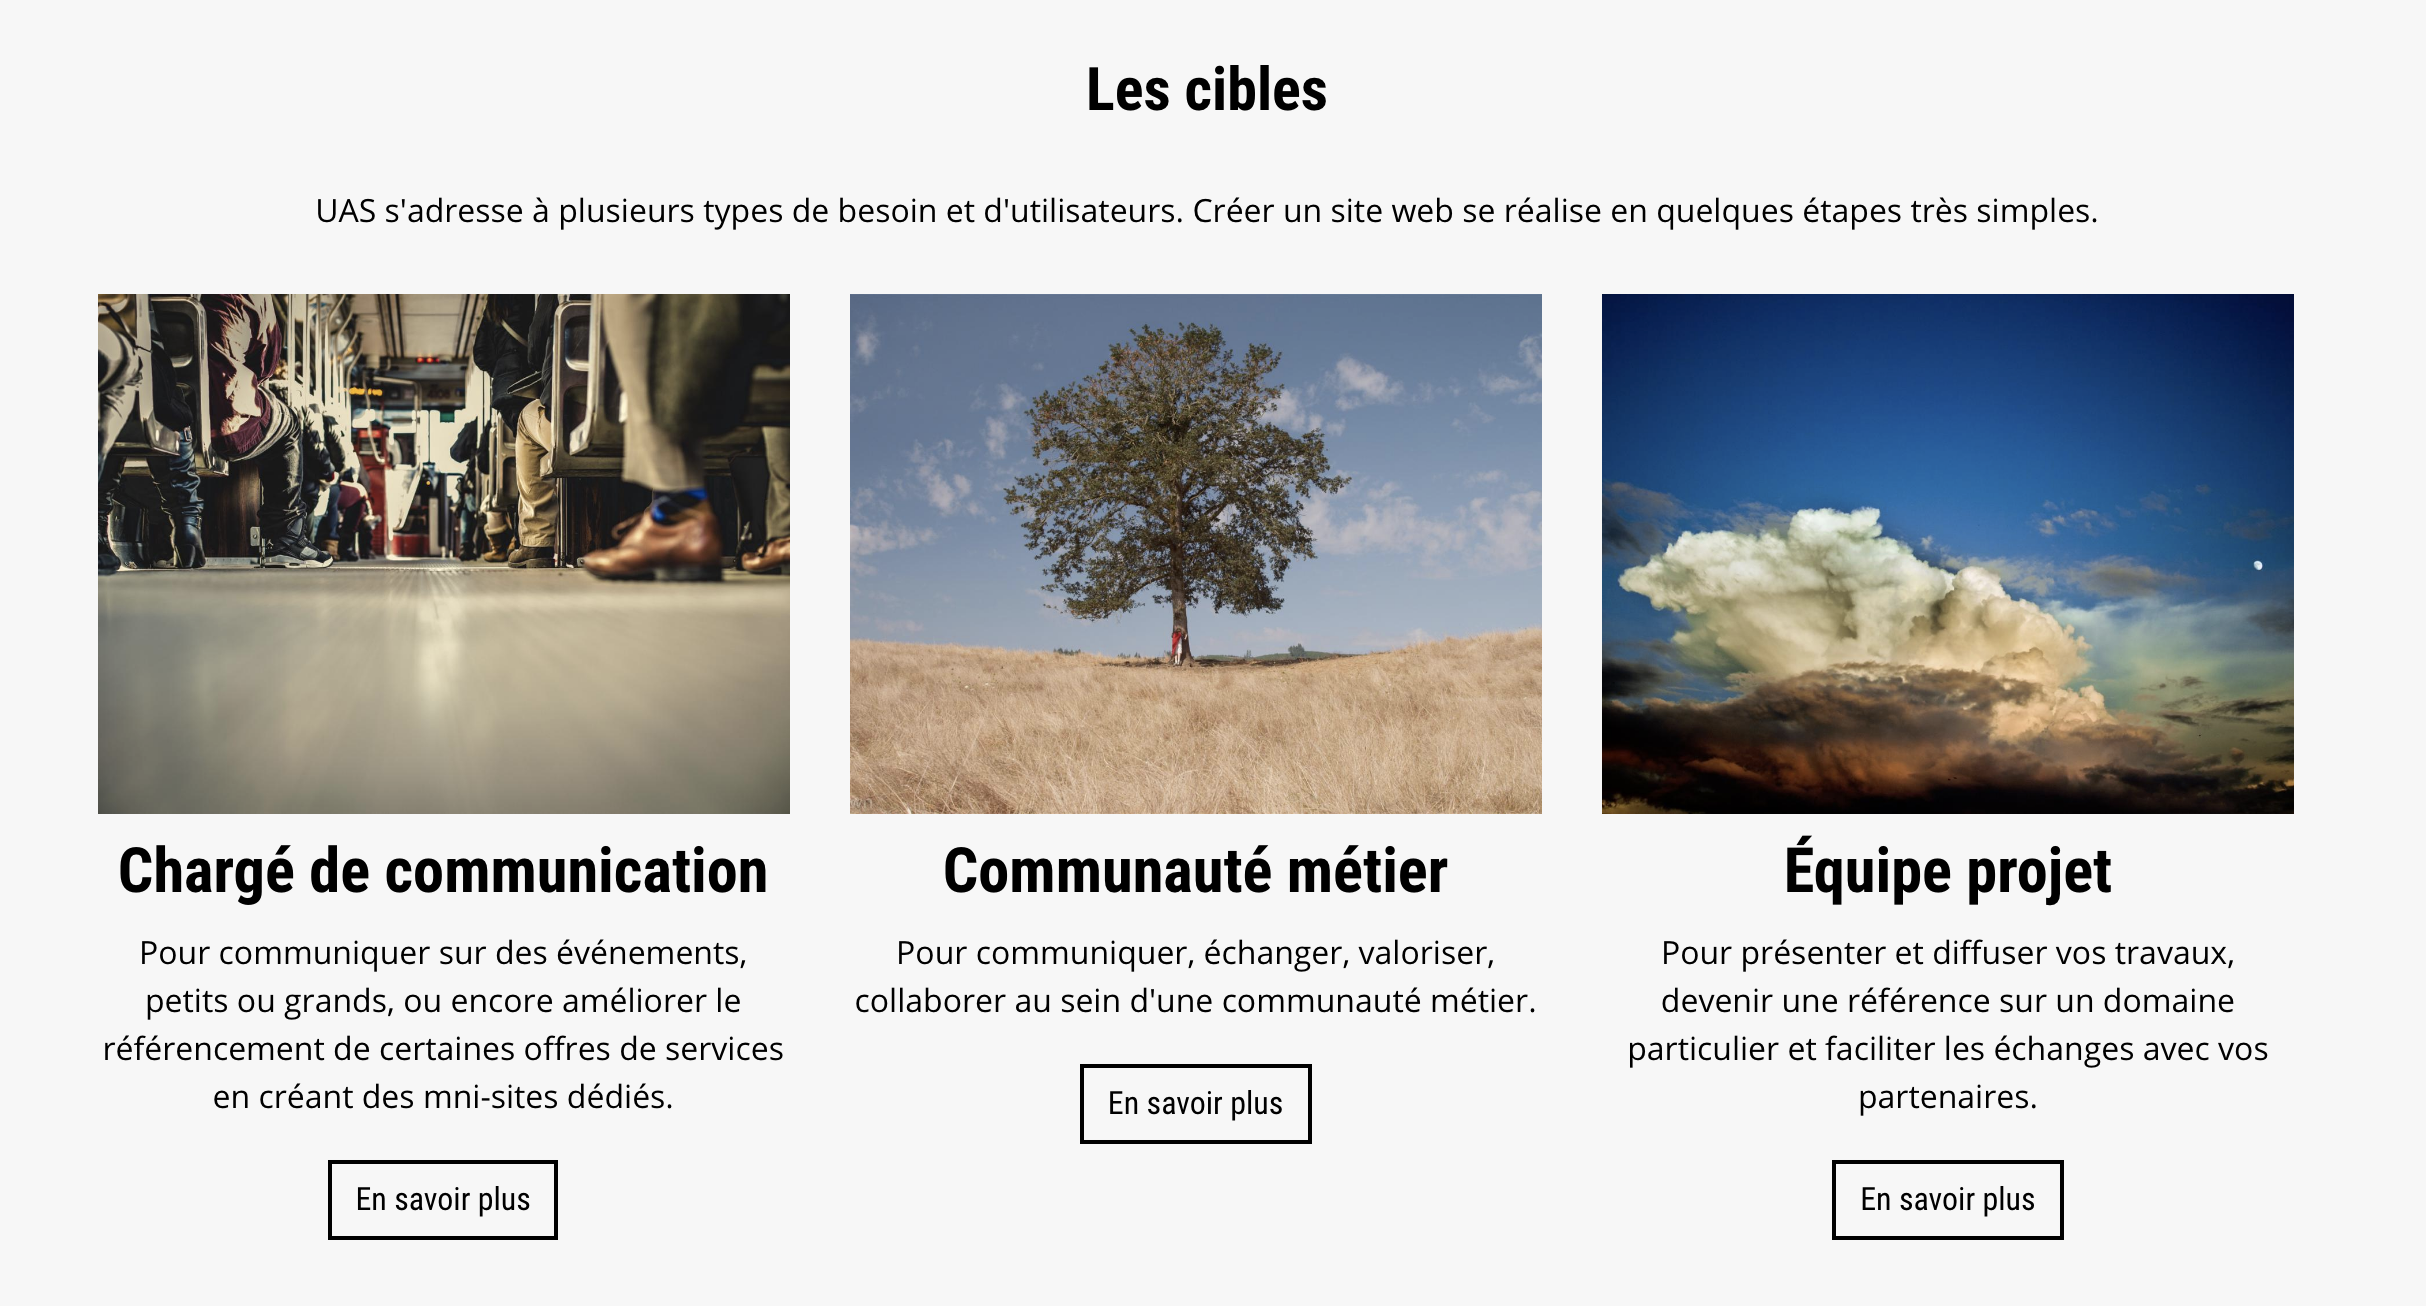 Les cibles
UAS s'adresse à plusieurs types de besoin et d'utilisateurs. Créer un site web se réalise en quelques étapes très simples.
Chargé de communication
Pour communiquer sur des événements,
petits ou grands, ou encore améliorer le
référencement de certaines offres de services
en créant des mni-sites dédiés.
En savoir plus
Communauté métier
Pour communiquer, échanger, valoriser,
collaborer au sein d'une communauté métier.
En savoir plus
Équipe projet
Pour présenter et diffuser vos travaux,
devenir une référence sur un domaine
particulier et faciliter les échanges avec vos
partenaires.
En savoir plus